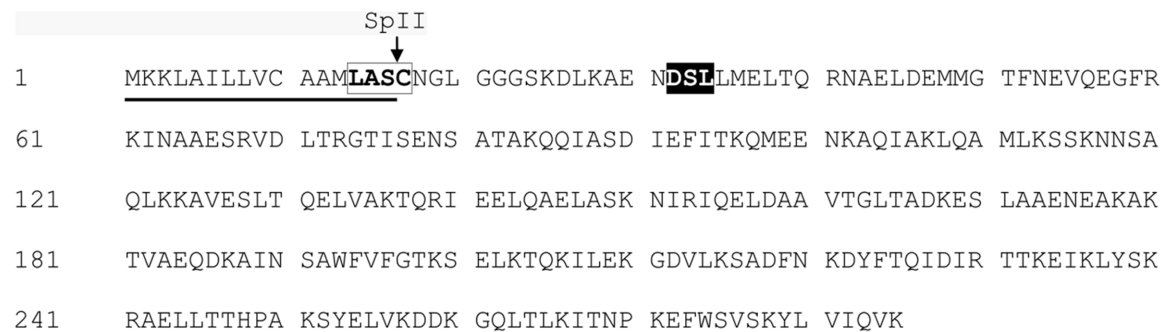 SpII
1 MKKLAILLVC AAMLASCNGL GGGSKDLKAE NDSLLMELTQ RNAELDEMMG TFNEVQEGFR
61 KINAAESRVD LTRGTISENS ATAKQQIASD IEFITKQMEE NKAQIAKLQA MLKSSKNNSA
121 QLKKAVESLT QELVAKTQRI EELQAELASK NIRIQELDAA VTGLTADKES LAAENEAKAK
181 TVAEQDKAIN SAWFVFGTKS ELKTQKILEK GDVLKSADFN KDYFTQIDIR TTKEIKLYSK
241 RAELLTTHPA KSYELVKDDK GQLTLKITNP KEFWSVSKYL VIQVK